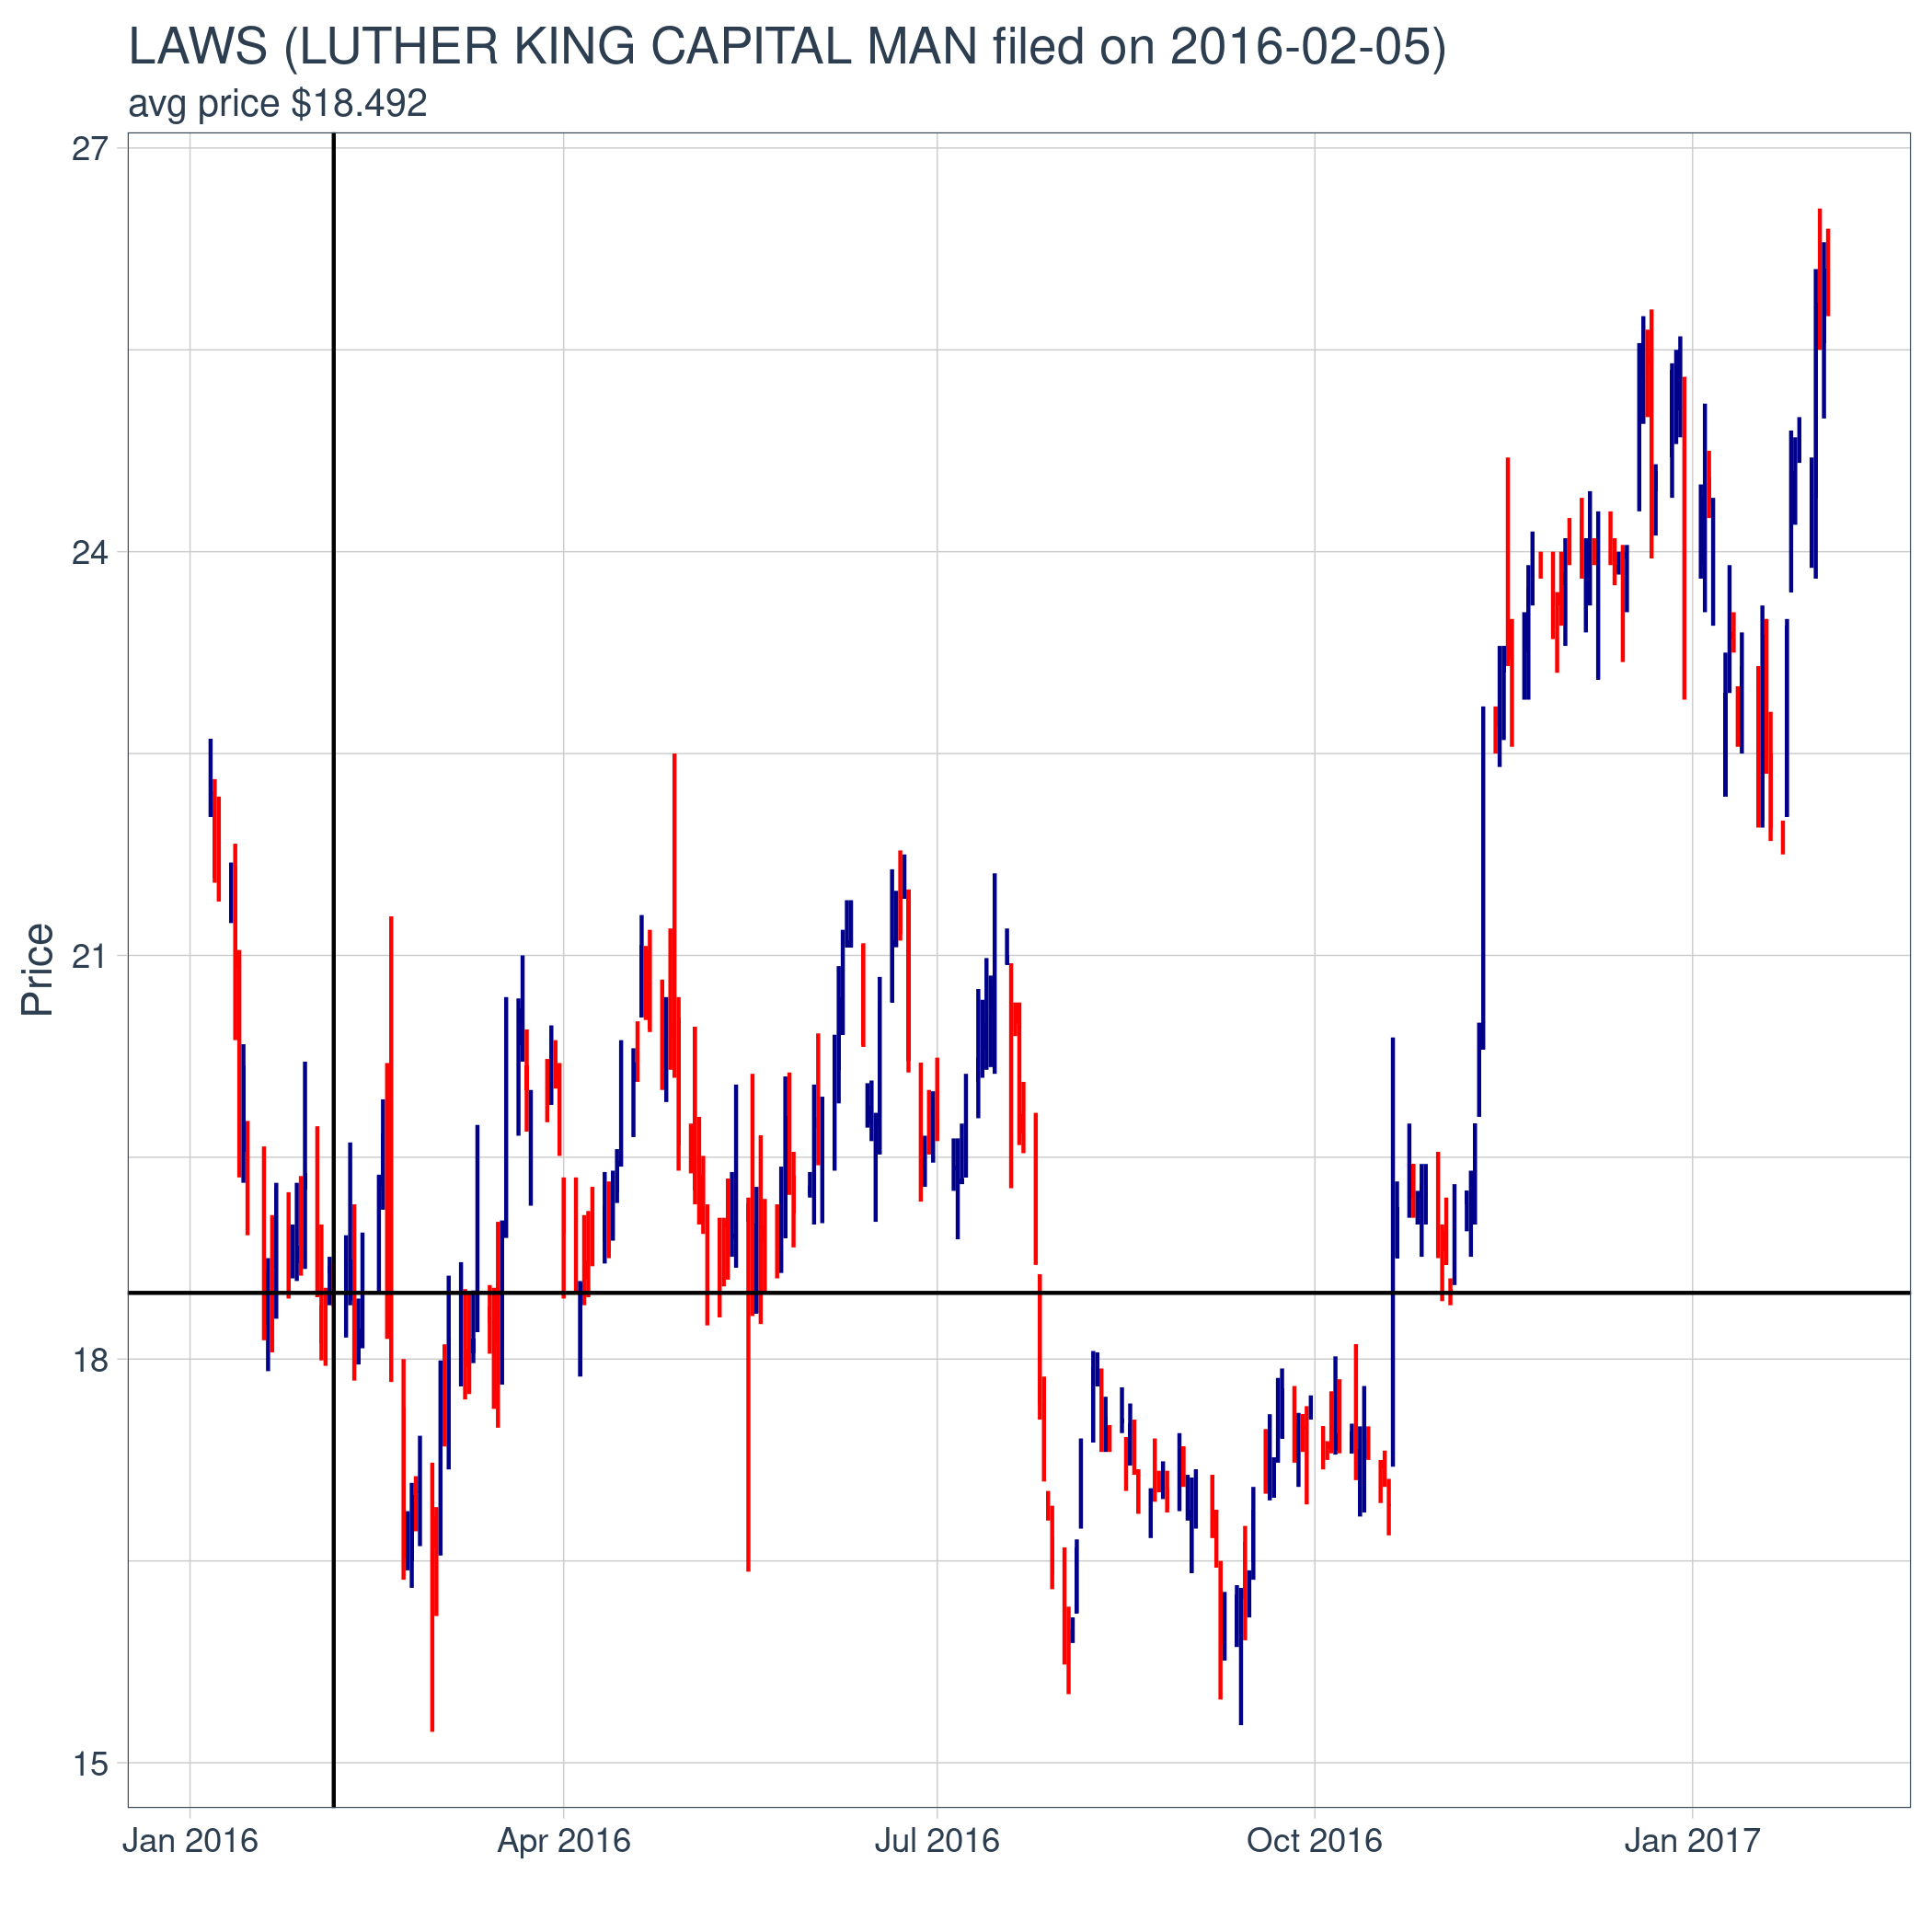 LAWS (LUTHER KING CAPITAL MAN filed on 2016-02-05)
avg price $18.492
27
24
21
18
15
Price
Jan 2016 Apr 2016 Jul 2016 Oct 2016 Jan 2017